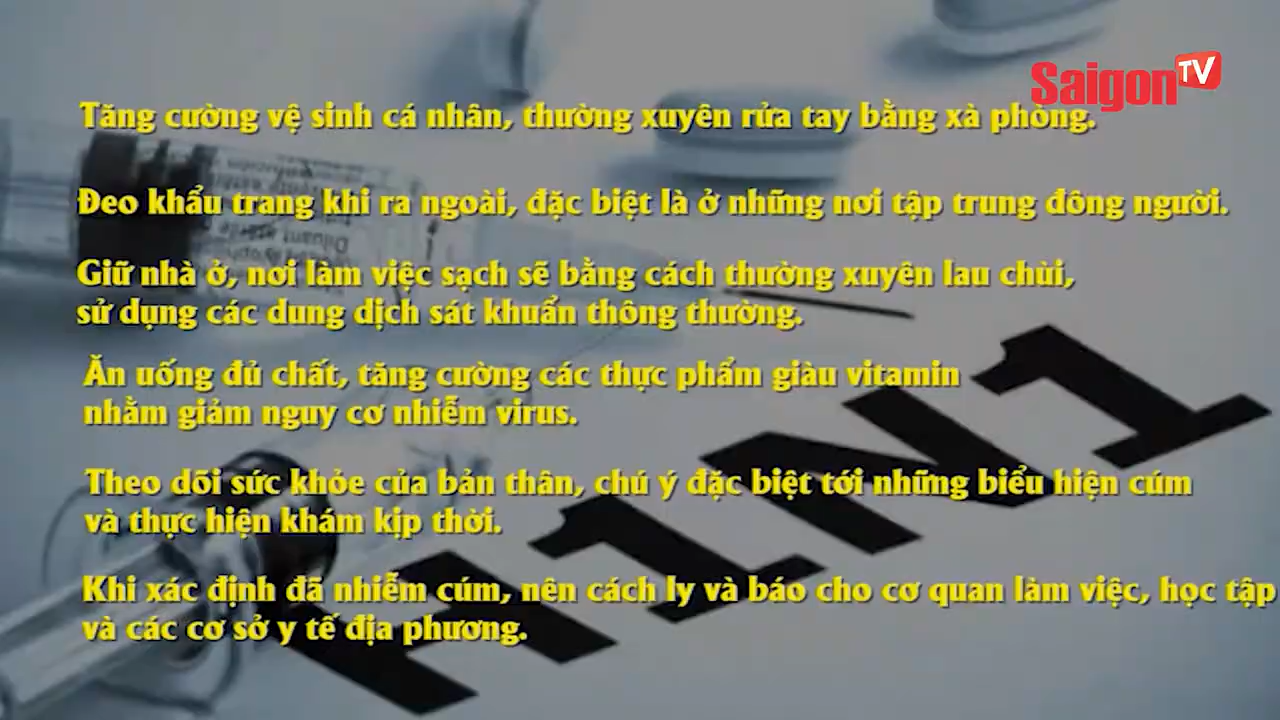 Saigon TV
Tăng cường vệ sinh cá nhân, thường xuyên rửa tay bằng xà phòng.
Đeo khẩu trang khi ra ngoài, đặc biệt là ở những nơi tập trung đông người.
Giữ nhà ở, nơi làm việc sạch sẽ bằng cách thường xuyên lau chùi,
sử dụng các dung dịch sát khuẩn thông thường.
Ăn uống đủ chất, tăng cường các thực phẩm giàu vitamin
nhằm giảm nguy cơ nhiễm virus.
Theo dõi sức khỏe của bản thân, chú ý đặc biệt tới những biểu hiện cúm
và thực hiện khám kịp thời.
Khi xác định đã nhiễm cúm, nên cách ly và báo cho cơ quan làm việc, học tập
và các cơ sở y tế địa phương.
H1N1